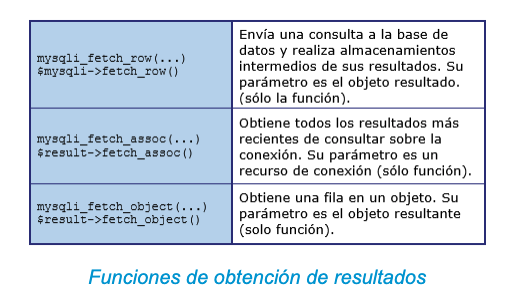 mysqli_fetch_row(...)
$mysqli->fetch_row()
Envía una consulta a la base de
datos y realiza almacenamientos
intermedios de sus resultados. Su
parámetro es el objeto resultado.
(sólo la función).
mysqli_fetch_assoc(...)
$result->fetch_assoc()
Obtiene todos los resultados más
recientes de consultar sobre la
conexión. Su parámetro es un
recurso de conexión (sólo función).
mysqli_fetch_object(...)
$result->fetch_object()
Obtiene una fila en un objeto. Su
parámetro es el objeto resultante
(solo función).
Funciones de obtención de resultados